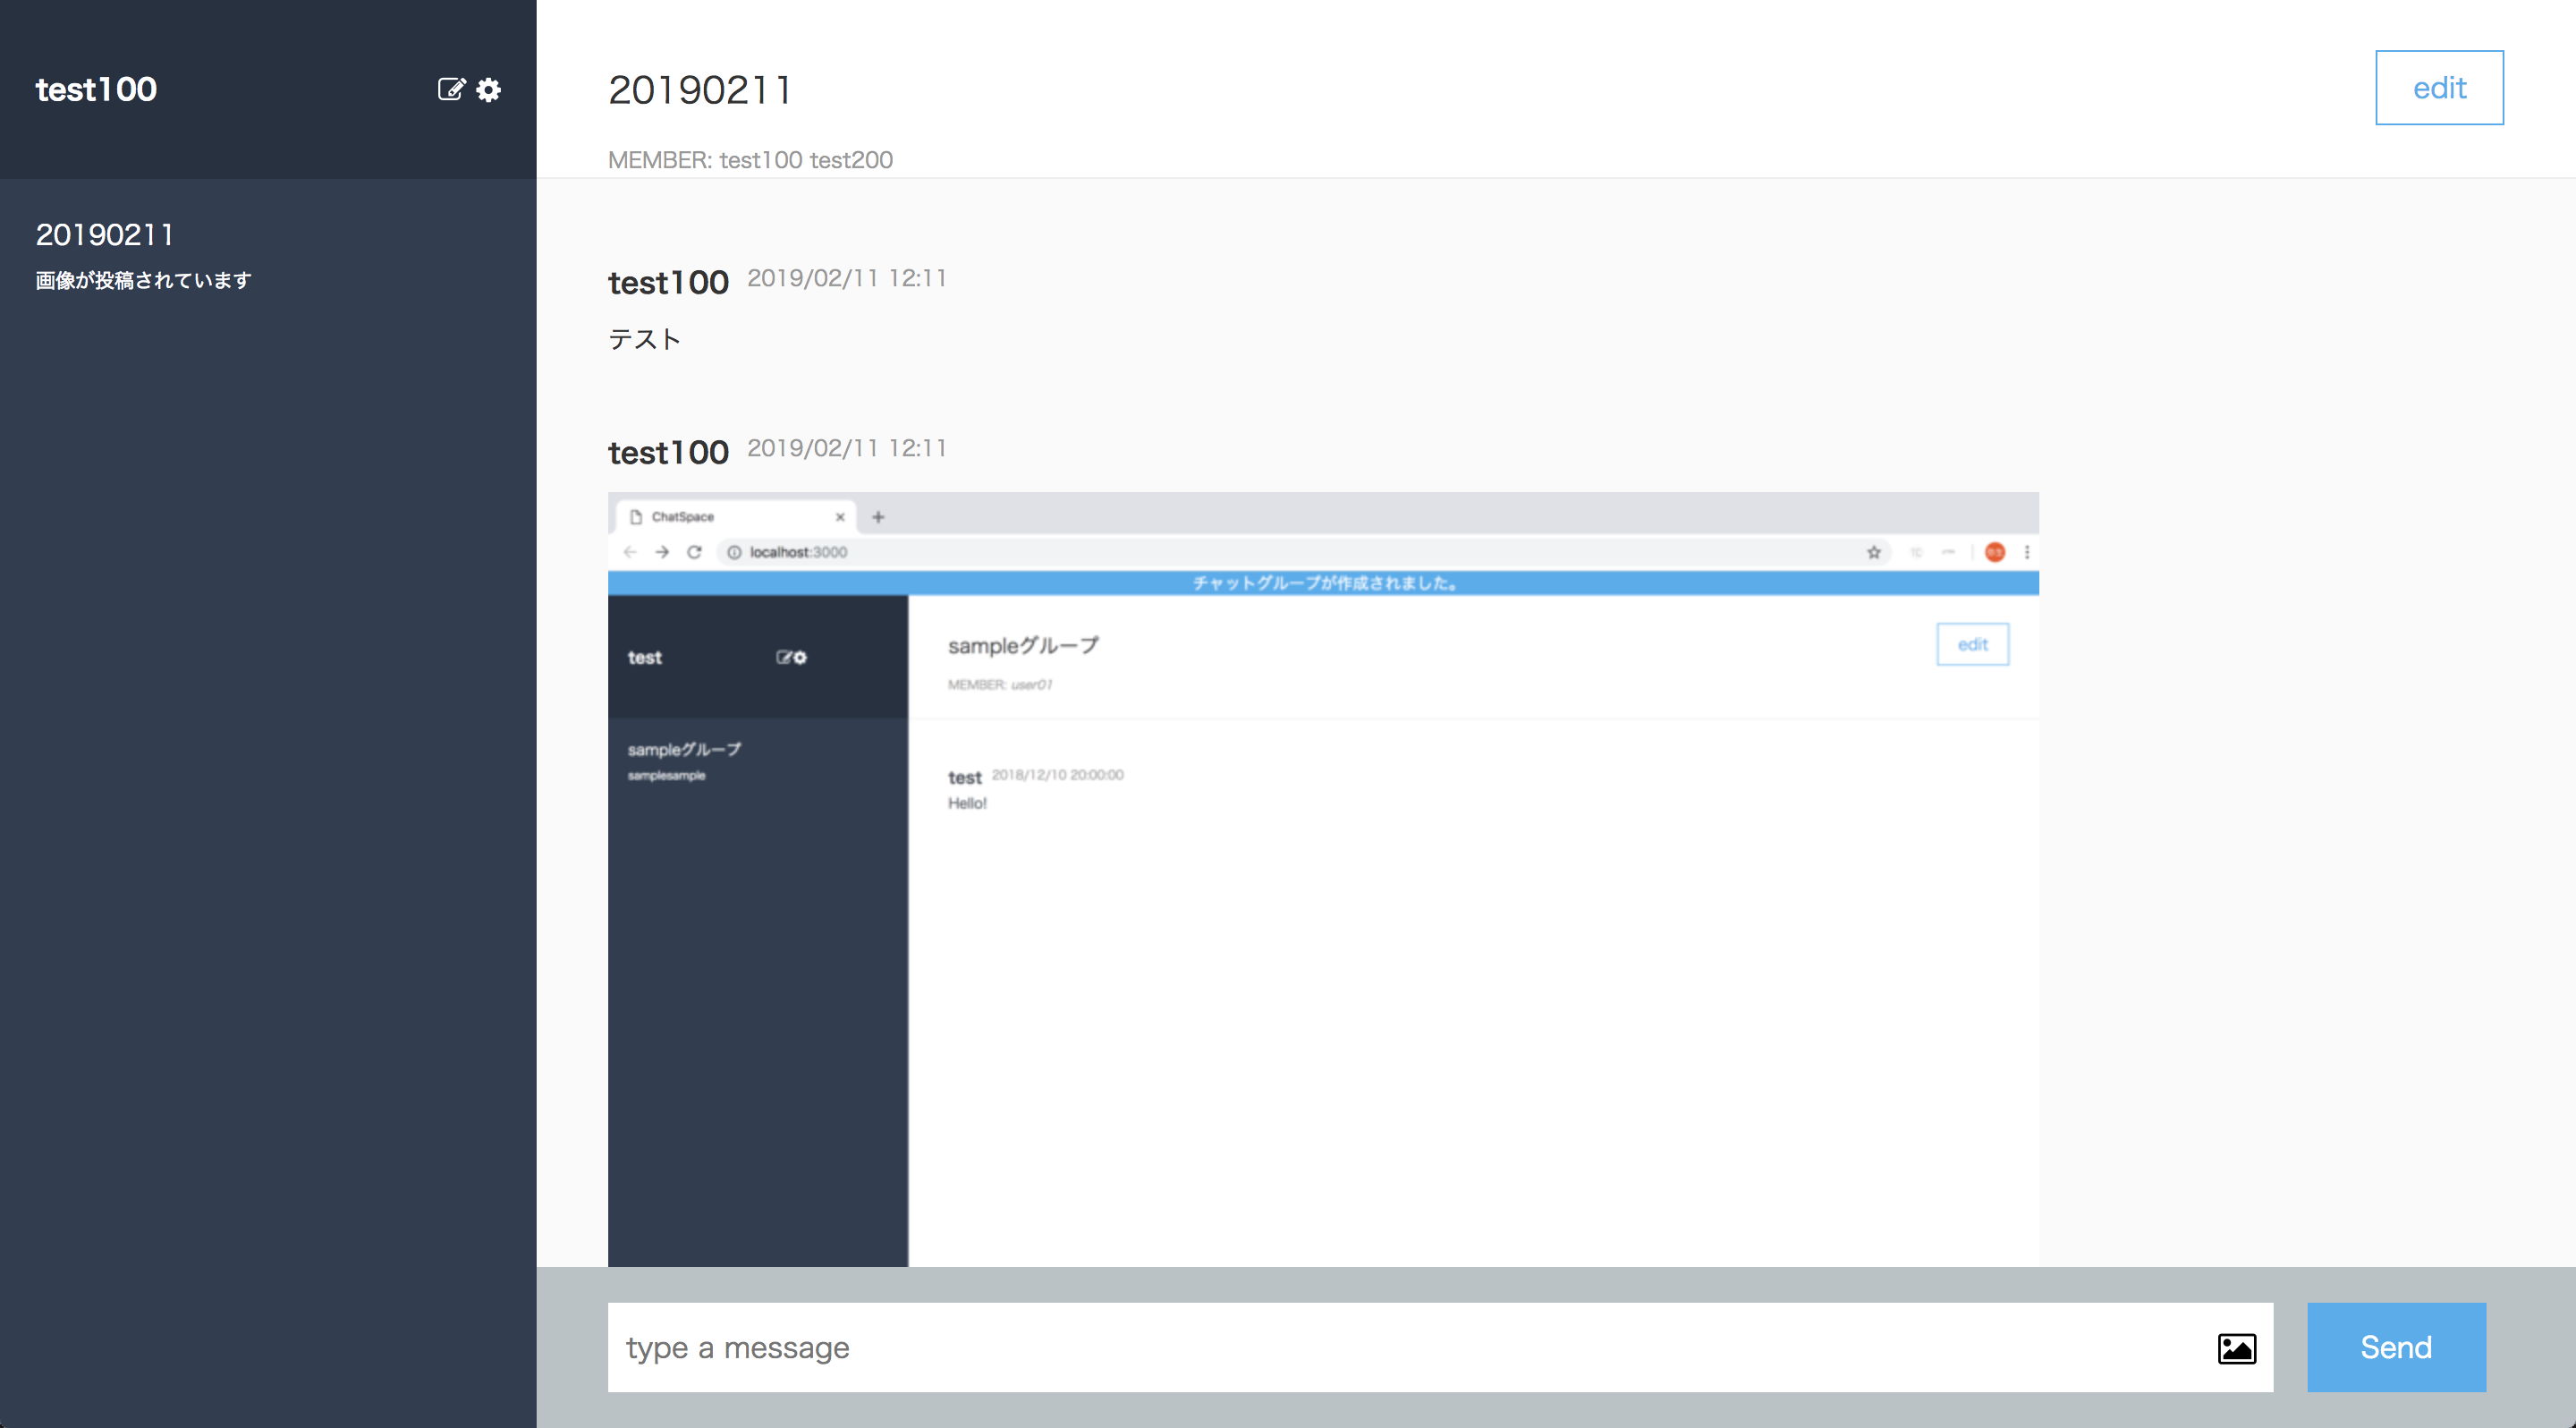 test100
20190211
画像が投稿されています
20190211
edit
MEMBER: test100 test200
test100 2019/02/11 12:11
テスト
test100 2019/02/11 12:11
ChatSpace
localhost:3000
チャットグループが作成されました。
test
sampleグループ
edit
MEMBER: user01
sampleグループ
samplesample
test 2018/12/10 20:00:00
Hello!
type a message
Send